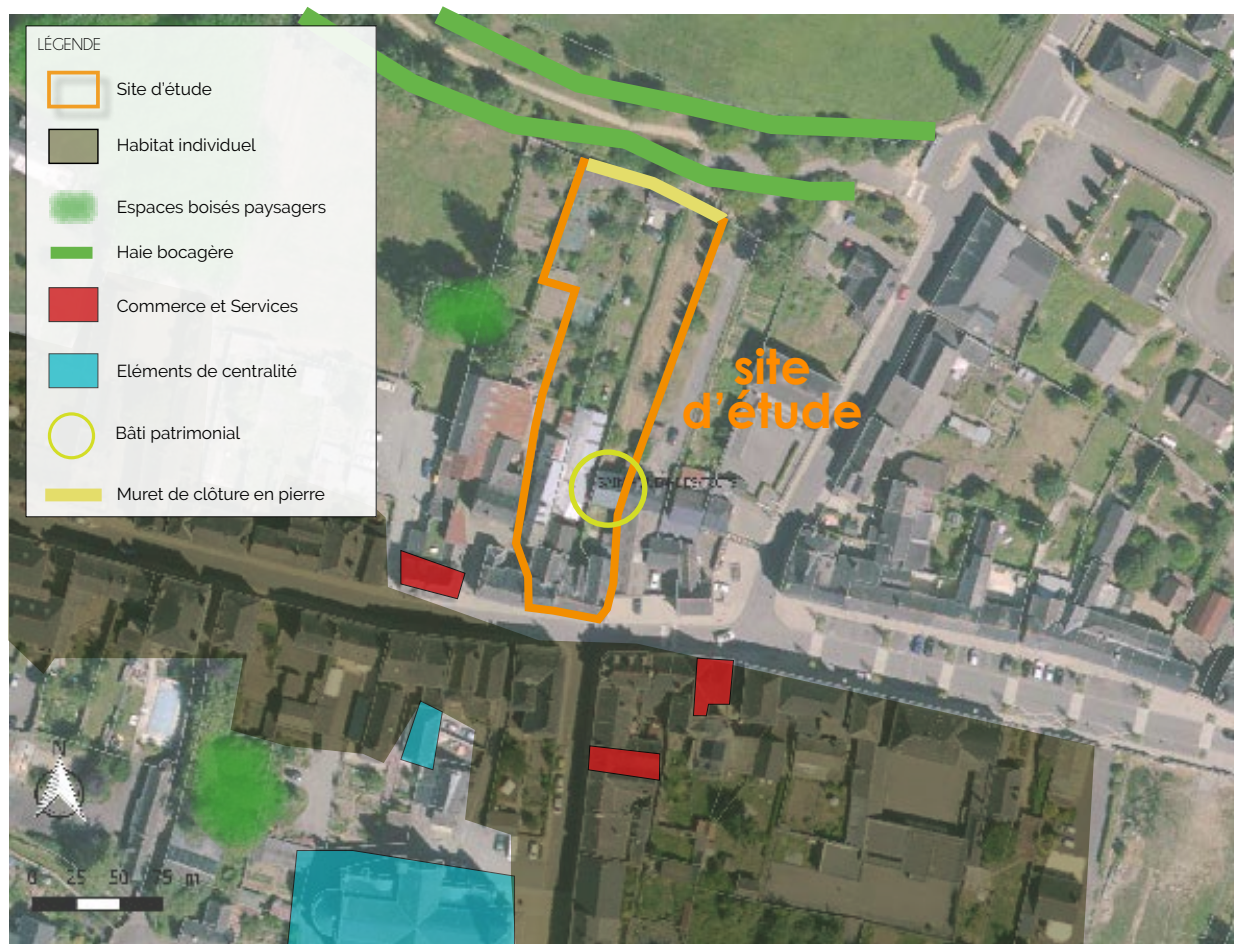 LÉGENDE
Site d'étude
Habitat individuel
Espaces boisés paysagers
Haie bocagère
Commerce et Services
Eléments de centralité
Bâti patrimonial
Muret de clôture en pierre
site
d'étude
N
0 25 50 75 m